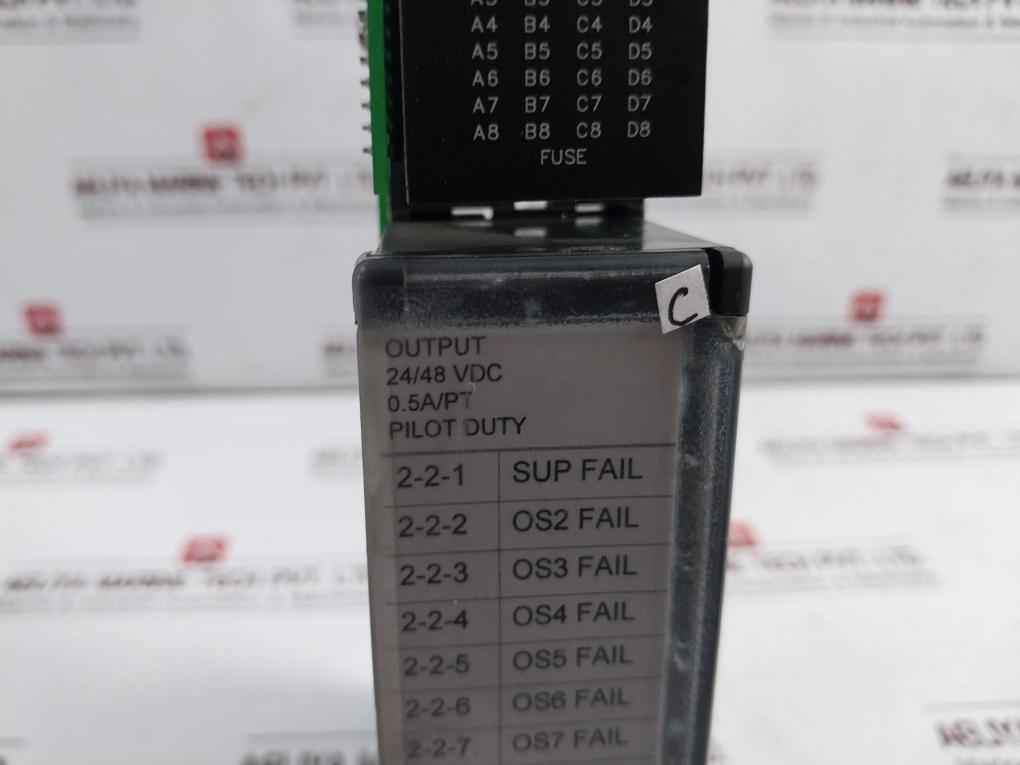 A4 B4 C4 D4
A5 B5 C5 D5
A6 B6 C6 D6
A7 B7 C7 D7
A8 B8 C8 D8
FUSE
C
OUTPUT
24/48 VDC
0.5A/PT
PILOT DUTY
2-2-1 SUP FAIL
2-2-2 OS2 FAIL
2-2-3 OS3 FAIL
2-2-4 OS4 FAIL
2-2-5 OS5 FAIL
2-2-6 OS6 FAIL
2-2-7 OS7 FAIL